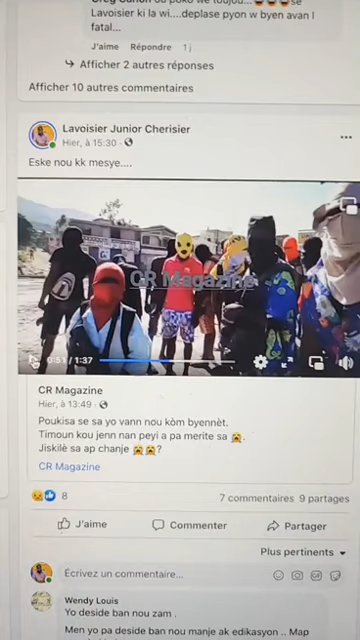 Lavoisier ki la wi....deplase pyon w byen avan l
fatal...
J'aime Répondre 1 j
Afficher 2 autres réponses
Afficher 10 autres commentaires
Lavoisier Junior Cherisier
Hier, à 15:30 ·
Eske nou kk mesye....
CR Magazine
0:51 / 1:37
CR Magazine
Hier, à 13:49 ·
Poukisa se sa yo vann nou kòm byennèt.
Timoun kou jenn nan peyi a pa merite sa 😭.
Jiskilè sa ap chanje 😭😭?
CR Magazine
8
7 commentaires 9 partages
J'aime
Commenter
Partager
Plus pertinents
Écrivez un commentaire...
GIF
Wendy Louis
Yo deside ban nou zam .
Men yo pa deside ban nou manje ak edikasyon .. Map